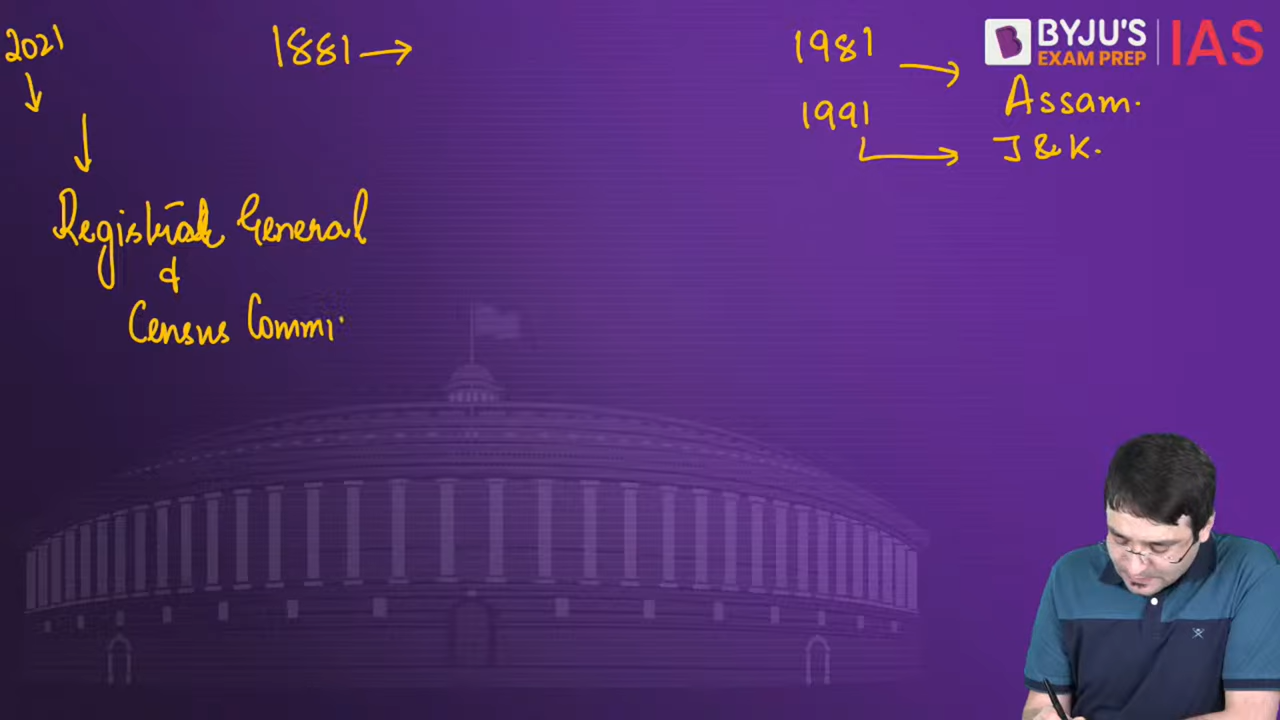 2021
1881 →
1981 →
1991
Assam.
J & K.
Registrar General
&
Census Commi.
BYJU'S
EXAM PREP
IAS